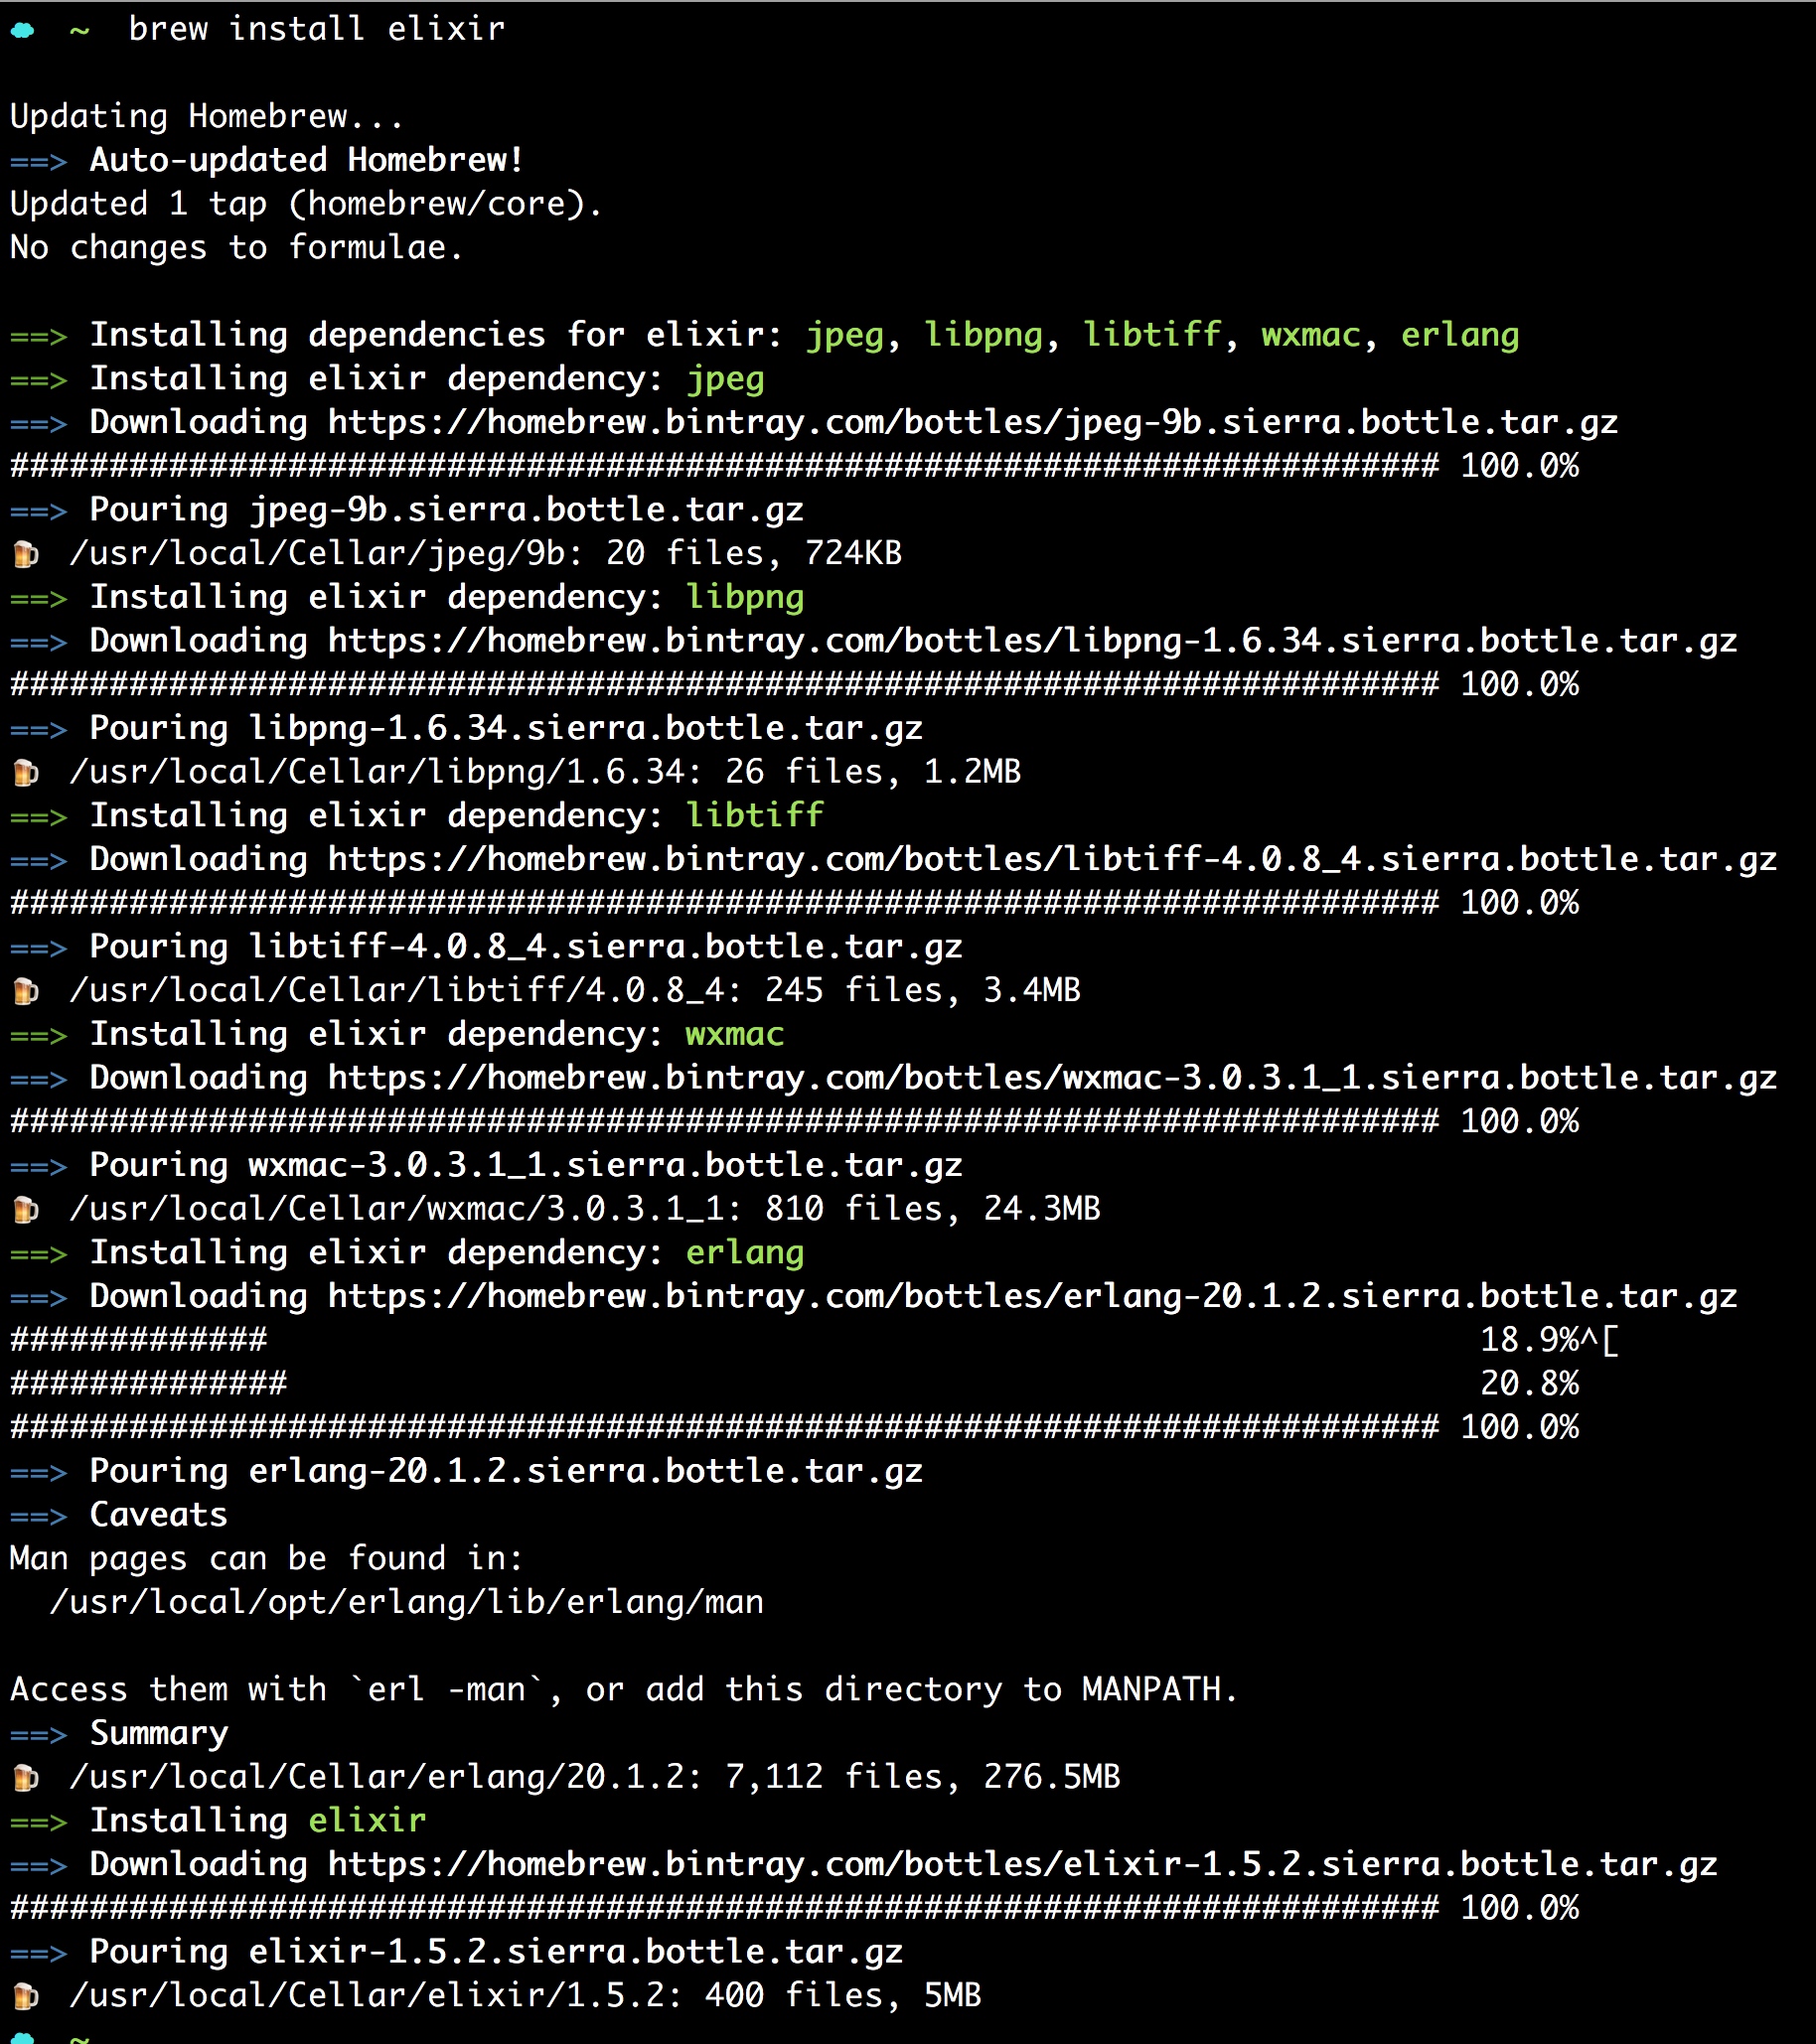 ~ brew install elixir
Updating Homebrew...
==> Auto-updated Homebrew!
Updated 1 tap (homebrew/core).
No changes to formulae.
==> Installing dependencies for elixir: jpeg, libpng, libtiff, wxmac, erlang
==> Installing elixir dependency: jpeg
==> Downloading https://homebrew.bintray.com/bottles/jpeg-9b.sierra.bottle.tar.gz
######################################################################## 100.0%
==> Pouring jpeg-9b.sierra.bottle.tar.gz
🍺 /usr/local/Cellar/jpeg/9b: 20 files, 724KB
==> Installing elixir dependency: libpng
==> Downloading https://homebrew.bintray.com/bottles/libpng-1.6.34.sierra.bottle.tar.gz
######################################################################## 100.0%
==> Pouring libpng-1.6.34.sierra.bottle.tar.gz
🍺 /usr/local/Cellar/libpng/1.6.34: 26 files, 1.2MB
==> Installing elixir dependency: libtiff
==> Downloading https://homebrew.bintray.com/bottles/libtiff-4.0.8_4.sierra.bottle.tar.gz
######################################################################## 100.0%
==> Pouring libtiff-4.0.8_4.sierra.bottle.tar.gz
🍺 /usr/local/Cellar/libtiff/4.0.8_4: 245 files, 3.4MB
==> Installing elixir dependency: wxmac
==> Downloading https://homebrew.bintray.com/bottles/wxmac-3.0.3.1_1.sierra.bottle.tar.gz
######################################################################## 100.0%
==> Pouring wxmac-3.0.3.1_1.sierra.bottle.tar.gz
🍺 /usr/local/Cellar/wxmac/3.0.3.1_1: 810 files, 24.3MB
==> Installing elixir dependency: erlang
==> Downloading https://homebrew.bintray.com/bottles/erlang-20.1.2.sierra.bottle.tar.gz
############# 18.9%^[
############## 20.8%
######################################################################## 100.0%
==> Pouring erlang-20.1.2.sierra.bottle.tar.gz
==> Caveats
Man pages can be found in:
/usr/local/opt/erlang/lib/erlang/man
Access them with `erl -man`, or add this directory to MANPATH.
==> Summary
🍺 /usr/local/Cellar/erlang/20.1.2: 7,112 files, 276.5MB
==> Installing elixir
==> Downloading https://homebrew.bintray.com/bottles/elixir-1.5.2.sierra.bottle.tar.gz
######################################################################## 100.0%
==> Pouring elixir-1.5.2.sierra.bottle.tar.gz
🍺 /usr/local/Cellar/elixir/1.5.2: 400 files, 5MB
~